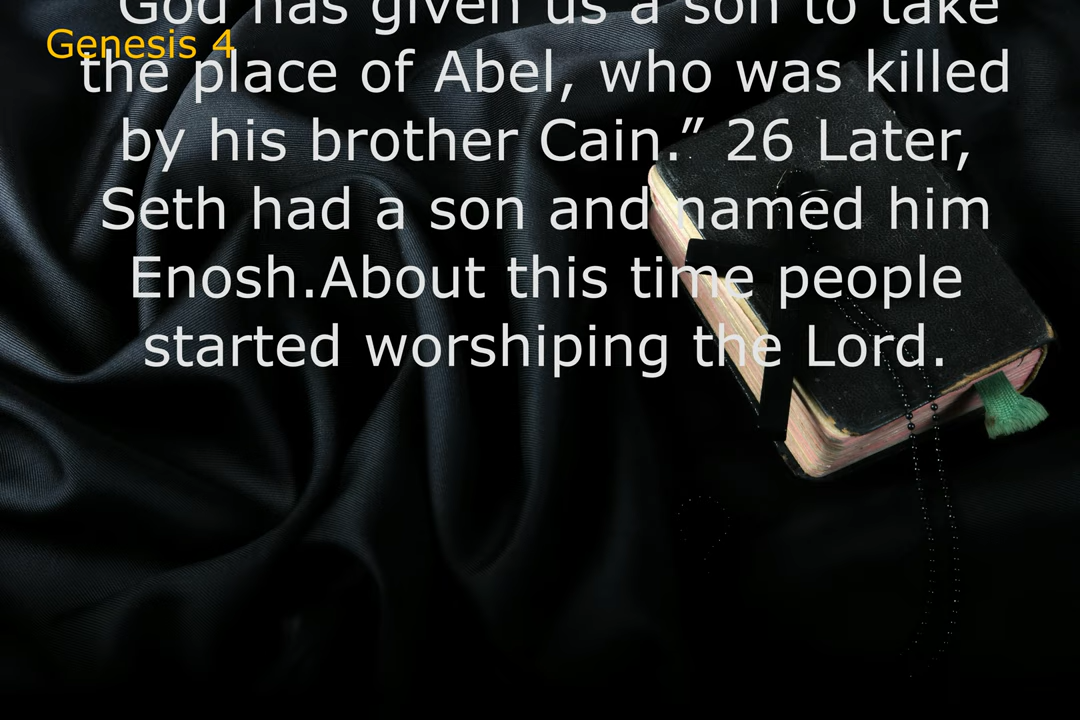 God has given us a son to take
Genesis 4
the place of Abel, who was killed
by his brother Cain.” 26 Later,
Seth had a son and named him
Enosh.About this time people
started worshiping the Lord.